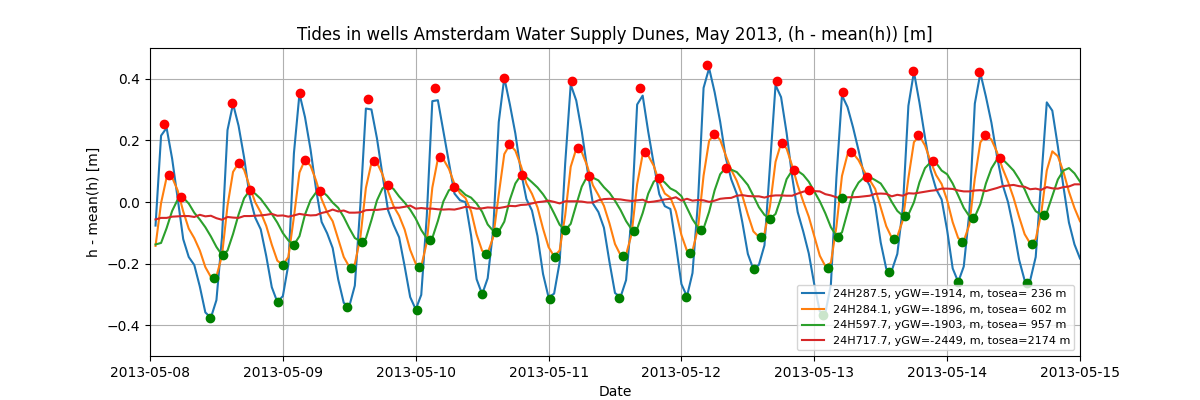 Tides in wells Amsterdam Water Supply Dunes, May 2013, (h - mean(h)) [m]
h - mean(h) [m]
0.4
0.2
0.0
−0.2
−0.4
24H287.5, yGW=-1914, m, tosea= 236 m
24H284.1, yGW=-1896, m, tosea= 602 m
24H597.7, yGW=-1903, m, tosea= 957 m
24H717.7, yGW=-2449, m, tosea=2174 m
2013-05-08 2013-05-09 2013-05-10 2013-05-11 2013-05-12 2013-05-13 2013-05-14 2013-05-15
Date